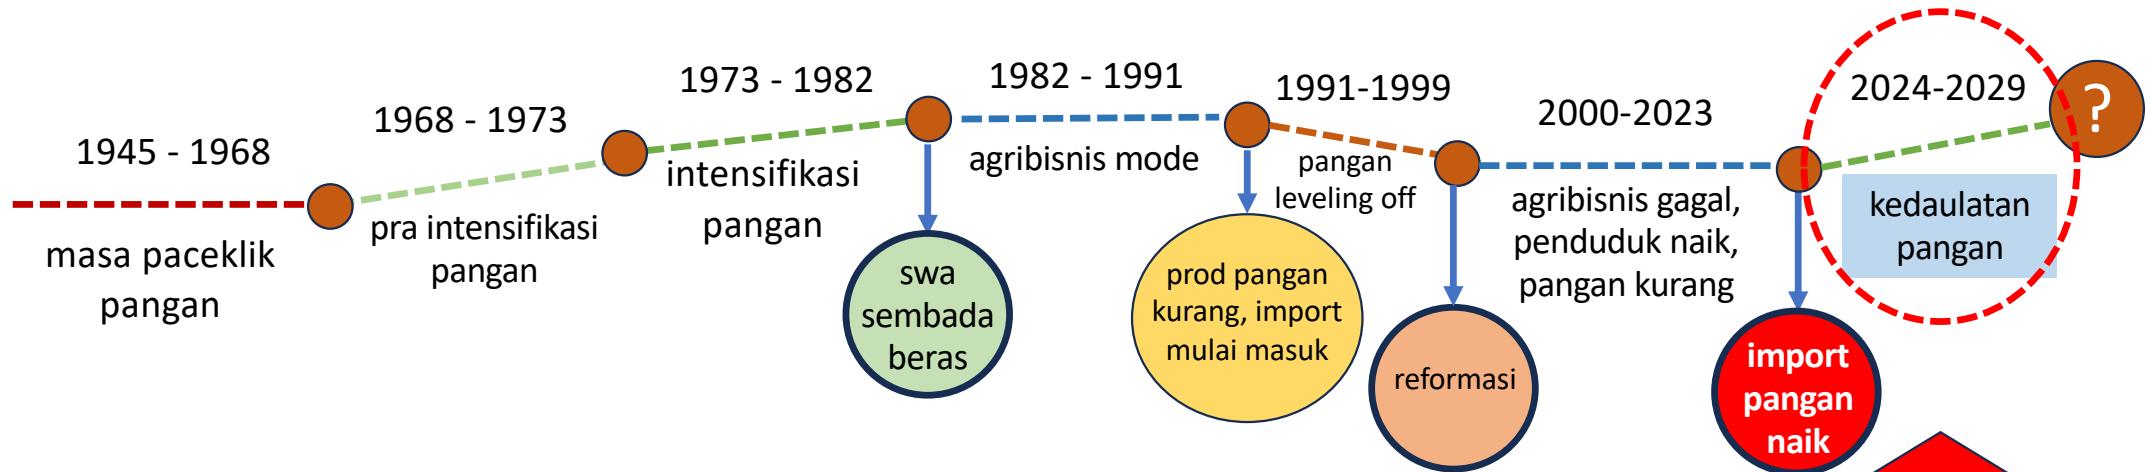 1945 - 1968
masa paceklik
pangan
1968 - 1973
pra intensifikasi
pangan
1973 - 1982
intensifikasi
pangan
swa
sembada
beras
1982 - 1991
agribisnis mode
prod pangan
kurang, import
mulai masuk
1991-1999
pangan
leveling off
reformasi
2000-2023
agribisnis gagal,
penduduk naik,
pangan kurang
import
pangan
naik
2024-2029
kedaulatan
pangan
?